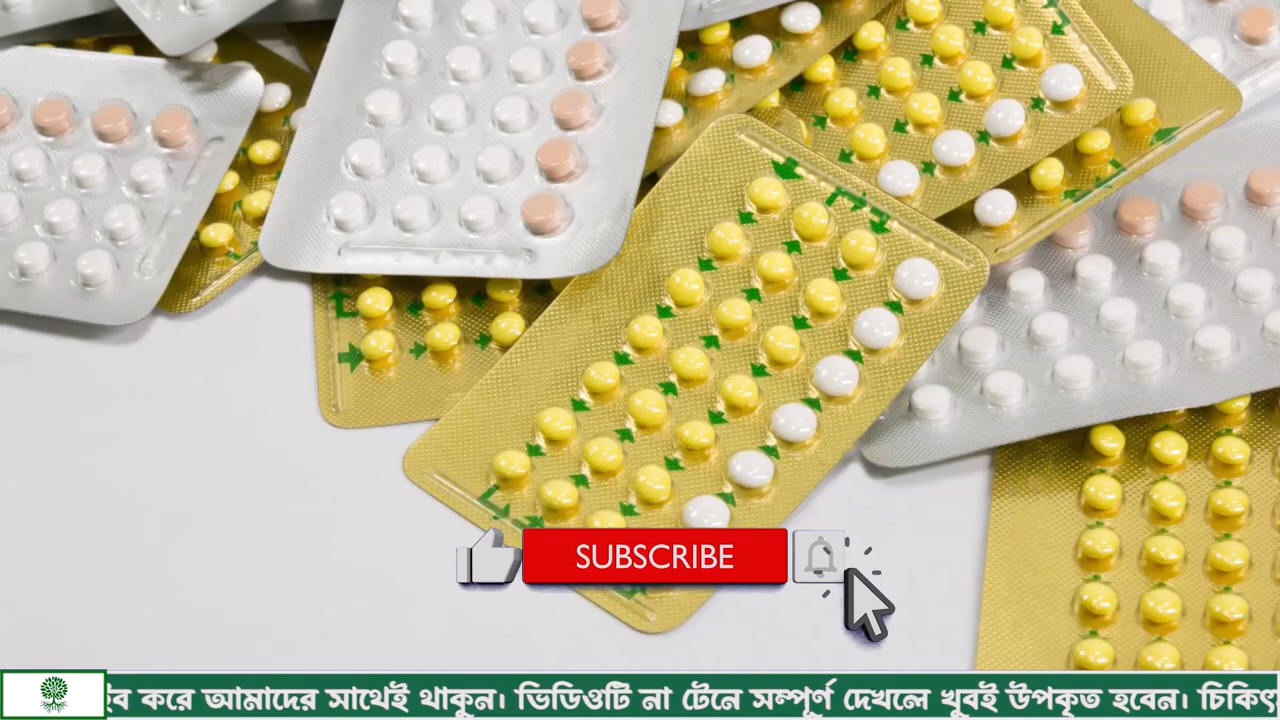 SUBSCRIBE
করে আমাদের সাথেই থাকুন। ভিডিওটি না টেনে সম্পূর্ণ দেখলে খুবই উপকৃত হবেন।